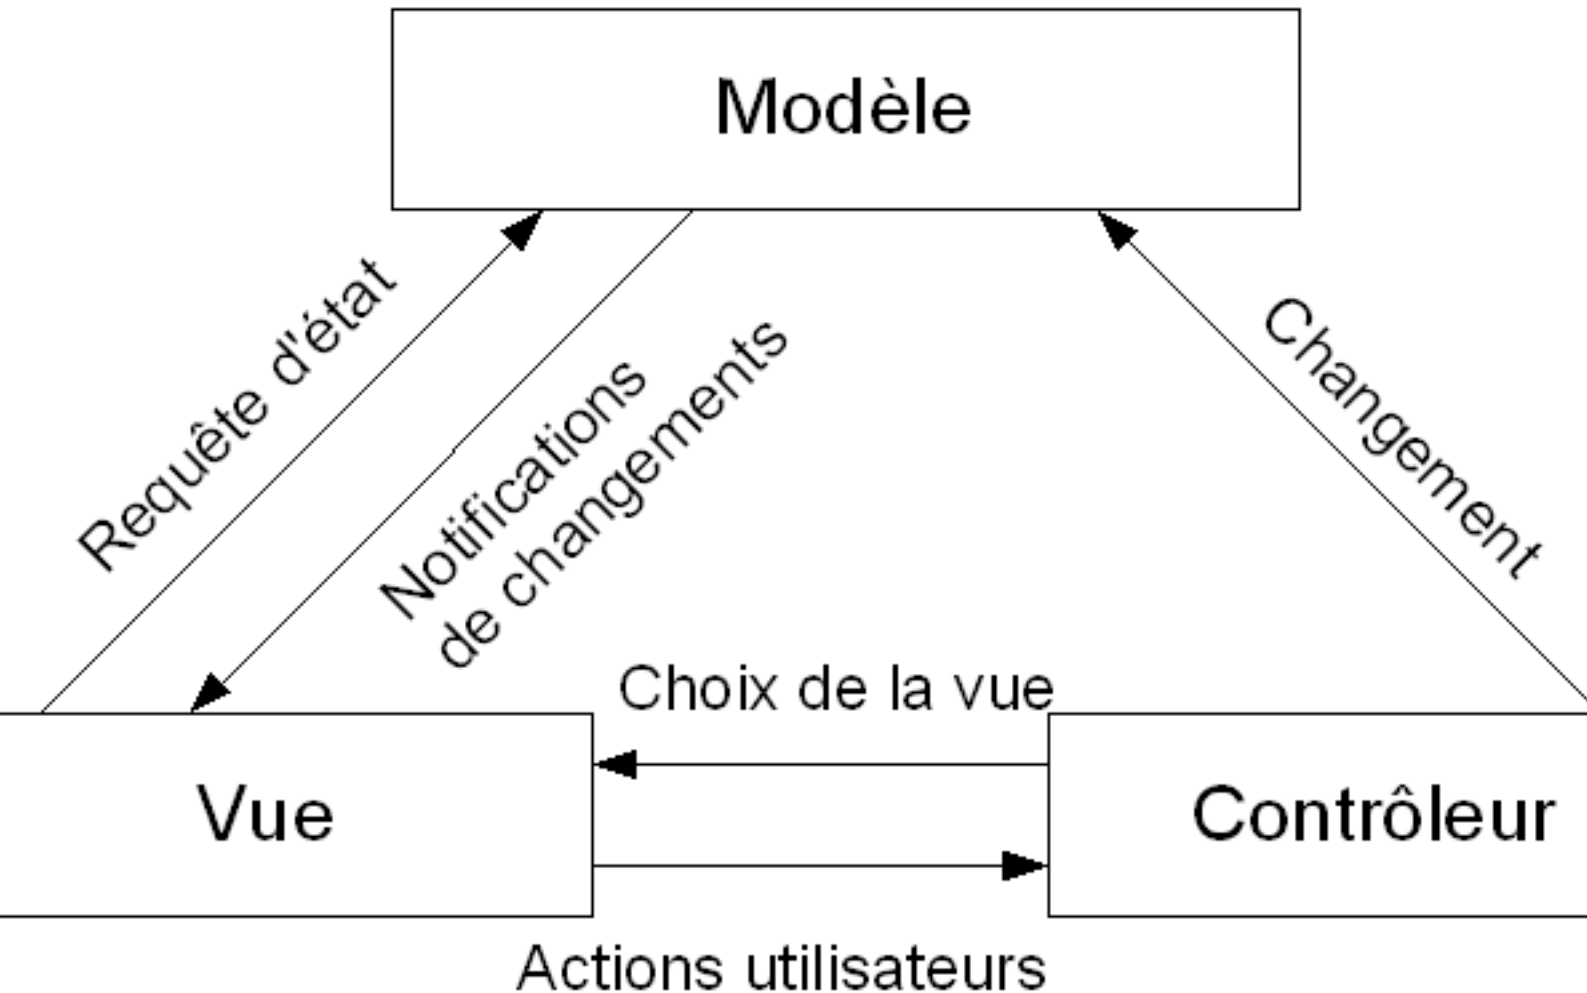 Modèle
Requête d'état
Notifications
de changements
Changement
Choix de la vue
Vue
Contrôleur
Actions utilisateurs